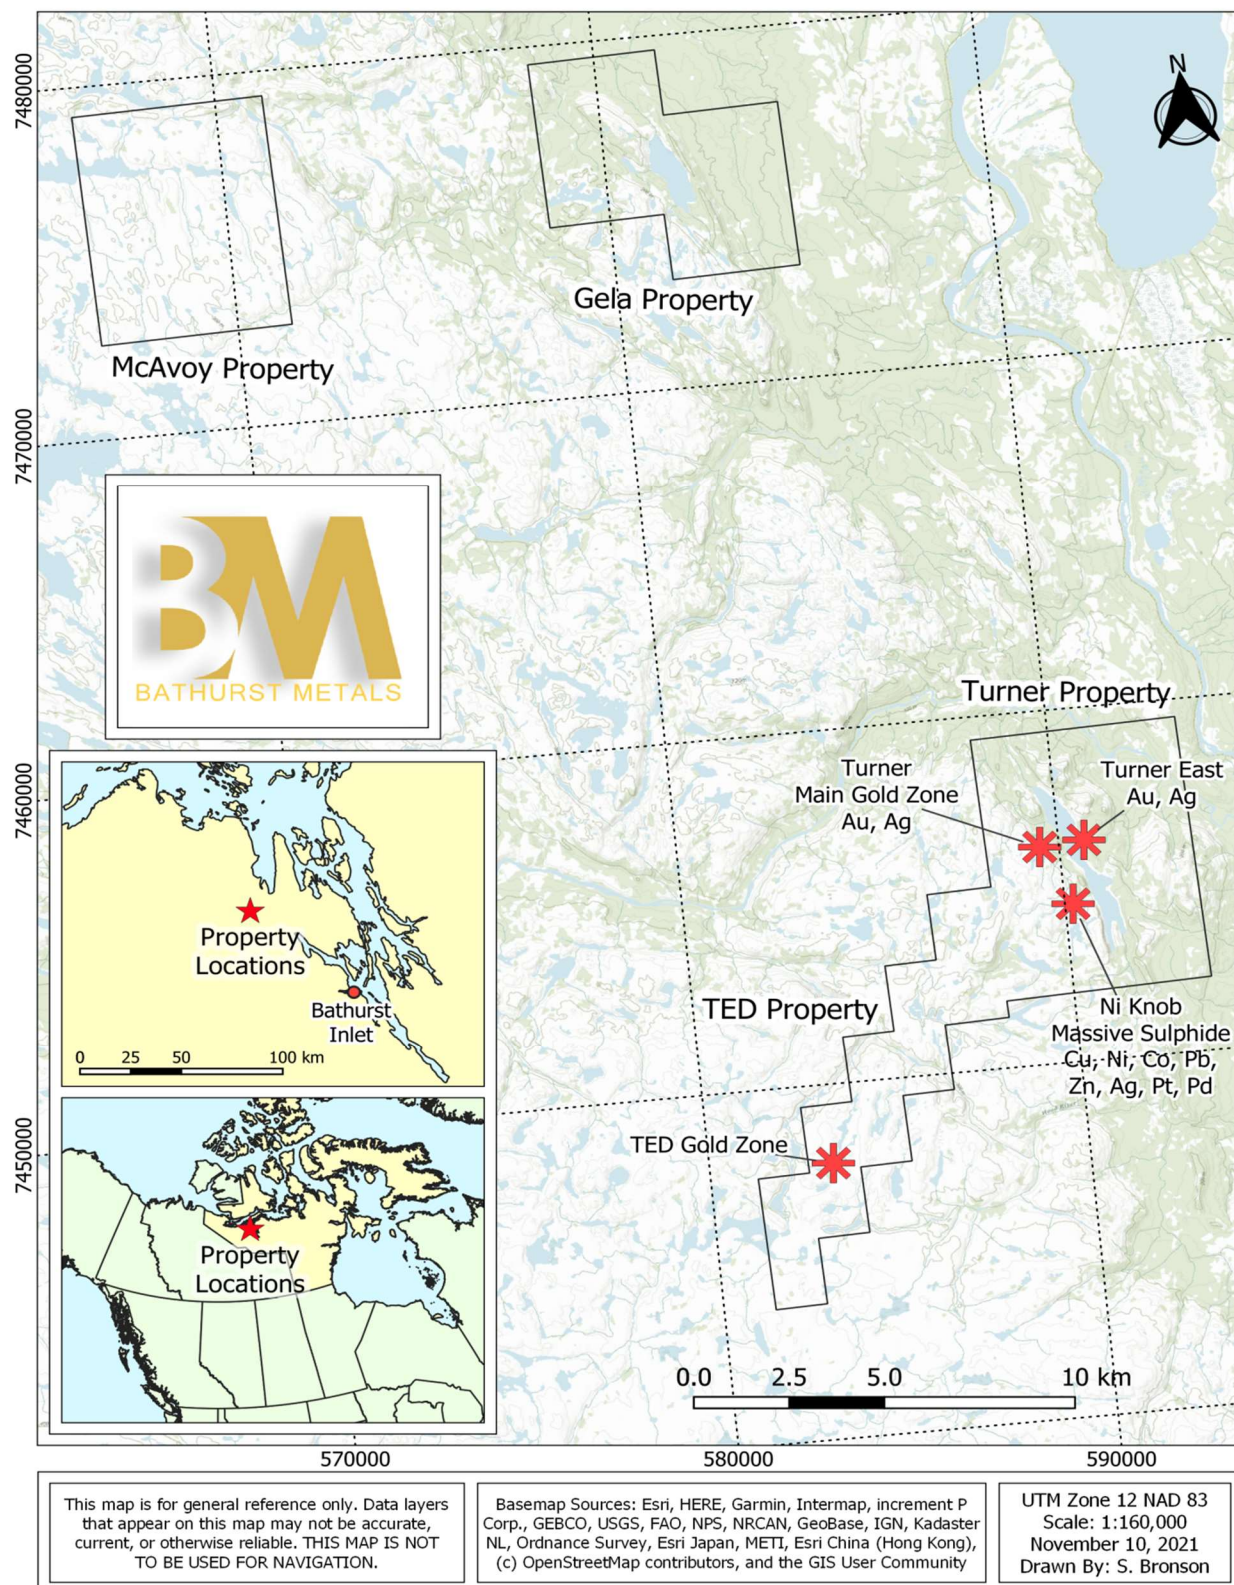 N
7480000
Gela Property
McAvoy Property
7470000
BM
BATHURST METALS
Turner Property
Turner
Main Gold Zone
Au, Ag
Turner East
Au, Ag
7460000
Property
Locations
Bathurst
Inlet
0 25 50 100 km
TED Property
Ni Knob
Massive Sulphide
Cu, Ni, Co, Pb,
Zn, Ag, Pt, Pd
7450000
TED Gold Zone
Property
Locations
0.0 2.5 5.0 10 km
570000 580000 590000
This map is for general reference only. Data layers
that appear on this map may not be accurate,
current, or otherwise reliable. THIS MAP IS NOT
TO BE USED FOR NAVIGATION.
Basemap Sources: Esri, HERE, Garmin, Intermap, increment P
Corp., GEBCO, USGS, FAO, NPS, NRCAN, GeoBase, IGN, Kadaster
NL, Ordnance Survey, Esri Japan, METI, Esri China (Hong Kong),
(c) OpenStreetMap contributors, and the GIS User Community
UTM Zone 12 NAD 83
Scale: 1:160,000
November 10, 2021
Drawn By: S. Bronson